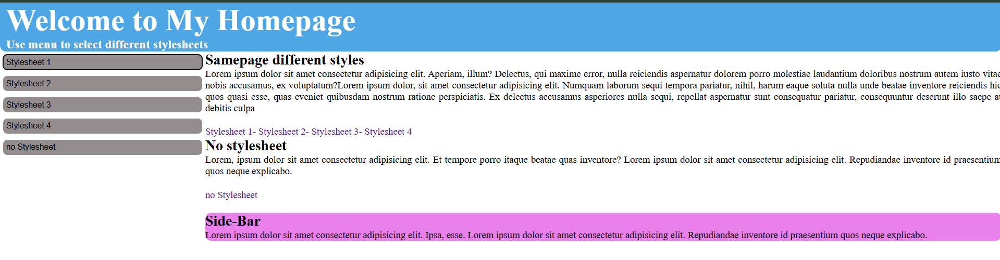 Welcome to My Homepage
Use menu to select different stylesheets
Stylesheet 1
Stylesheet 2
Stylesheet 3
Stylesheet 4
no Stylesheet
Samepage different styles
Lorem ipsum dolor sit amet consectetur adipisicing elit. Aperiam, illum? Delectus, qui maxime error, nulla reiciendis aspernatur dolorem porro molestiae laudantium doloribus nostrum autem iusto vitae
nobis accusamus, ex voluptatum?Lorem ipsum dolor, sit amet consectetur adipisicing elit. Numquam laborum sequi tempora pariatur, nihil, harum eaque soluta nulla unde beatae inventore reiciendis hic
quos quasi esse, quas eveniet quibusdam nostrum ratione perspiciatis. Ex delectus accusamus asperiores nulla sequi, repellat aspernatur sunt consequatur pariatur, consequuntur deserunt illo saepe at
debitis culpa
Stylesheet 1- Stylesheet 2- Stylesheet 3- Stylesheet 4
No stylesheet
Lorem, ipsum dolor sit amet consectetur adipisicing elit. Et tempore porro itaque beatae quas inventore? Lorem ipsum dolor sit amet consectetur adipisicing elit. Repudiandae inventore id praesentium
quos neque explicabo.
no Stylesheet
Side-Bar
Lorem ipsum dolor sit amet consectetur adipisicing elit. Ipsa, esse. Lorem ipsum dolor sit amet consectetur adipisicing elit. Repudiandae inventore id praesentium quos neque explicabo.